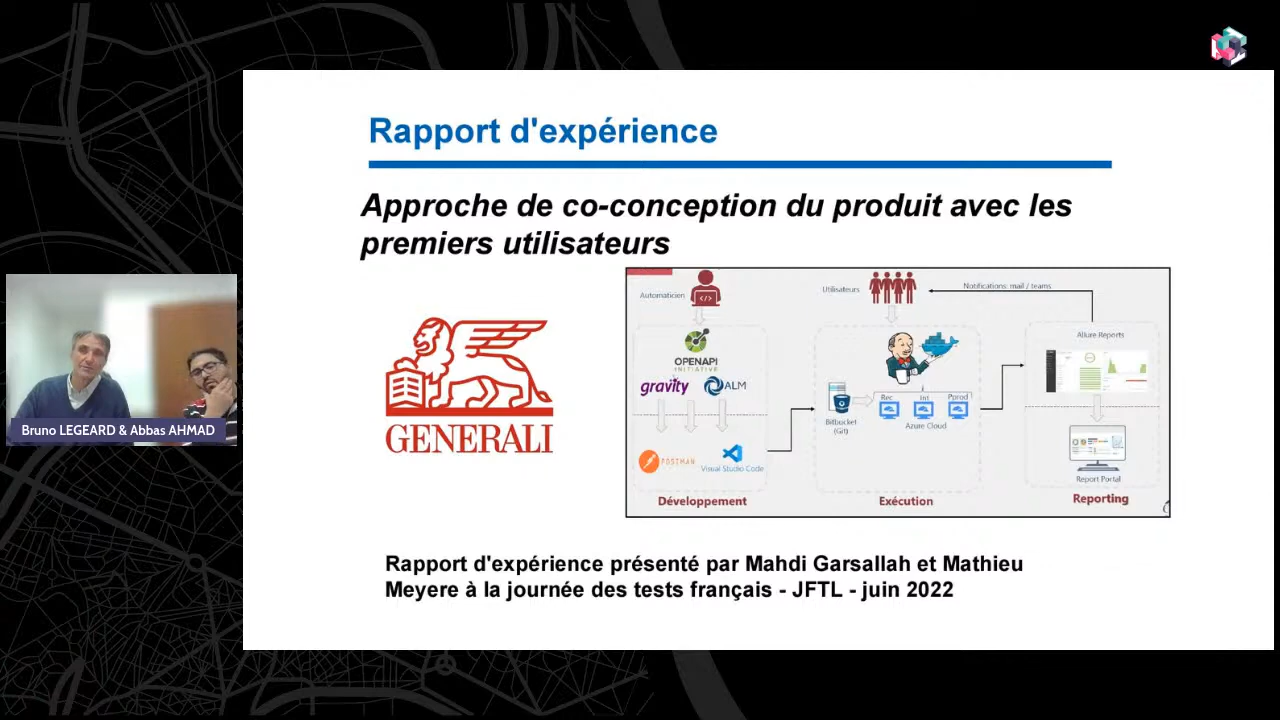 Rapport d'expérience
Approche de co-conception du produit avec les
premiers utilisateurs
Automaticien
Utilisateurs
Notifications: mail / teams
OPENAPI
INITIATIVE
gravity
ALM
POSTMAN
Visual Studio Code
Développement
Bitbucket
(Git)
Rec
Int
Pprod
Azure Cloud
Exécution
Allure Reports
Report Portal
Reporting
GENERALI
Bruno LEGEARD & Abbas AHMAD
Rapport d'expérience présenté par Mahdi Garsallah et Mathieu
Meyere à la journée des tests français - JFTL - juin 2022